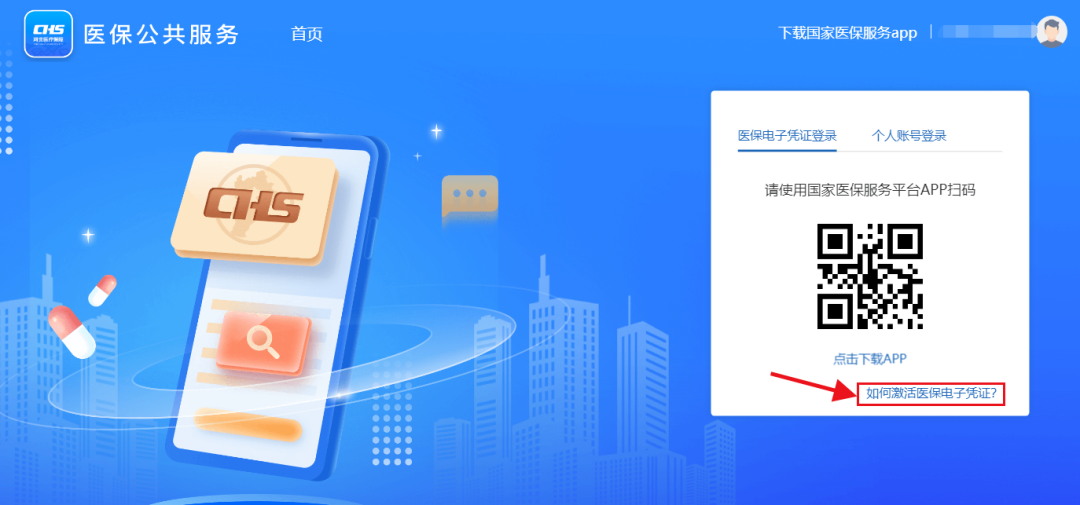 CHS
医保公共服务
首页
下载国家医保服务app
CHS
医保电子凭证登录
个人账号登录
请使用国家医保服务平台APP扫码
点击下载APP
如何激活医保电子凭证?